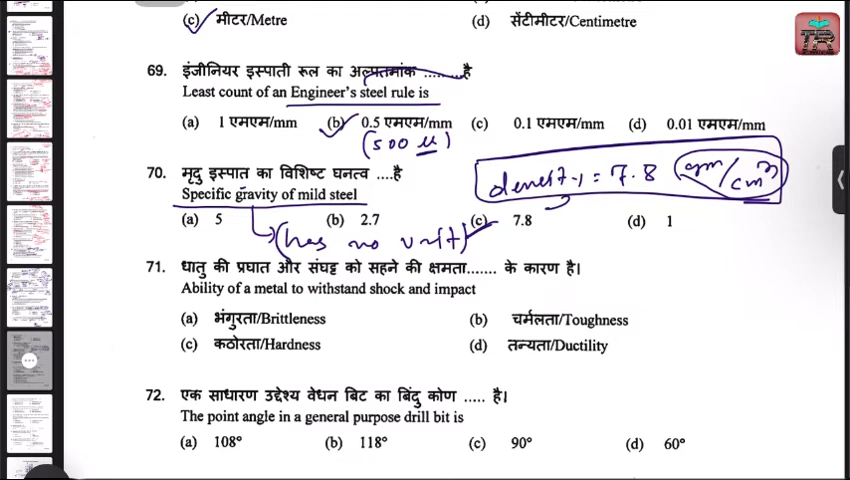 (c) मीटर/Metre (d) सेंटीमीटर/Centimetre
TR
69. इंजीनियर इस्पाती रूल का अल्पतमांक ........है
Least count of an Engineer's steel rule is
(a) 1 एमएम/mm (b) 0.5 एमएम/mm (c) 0.1 एमएम/mm (d) 0.01 एमएम/mm
(500 μ)
70. मृदु इस्पात का विशिष्ट घनत्व ....है
Specific gravity of mild steel
density = 7.8 gm/cm³
(a) 5 (b) 2.7 (c) 7.8 (d) 1
(has no unit)
71. धातु की प्रघात और संघट्ट को सहने की क्षमता....... के कारण है।
Ability of a metal to withstand shock and impact
(a) भंगुरता/Brittleness (b) चर्मलता/Toughness
(c) कठोरता/Hardness (d) तन्यता/Ductility
72. एक साधारण उद्देश्य वेधन बिट का बिंदु कोण ..... है।
The point angle in a general purpose drill bit is
(a) 108° (b) 118° (c) 90° (d) 60°